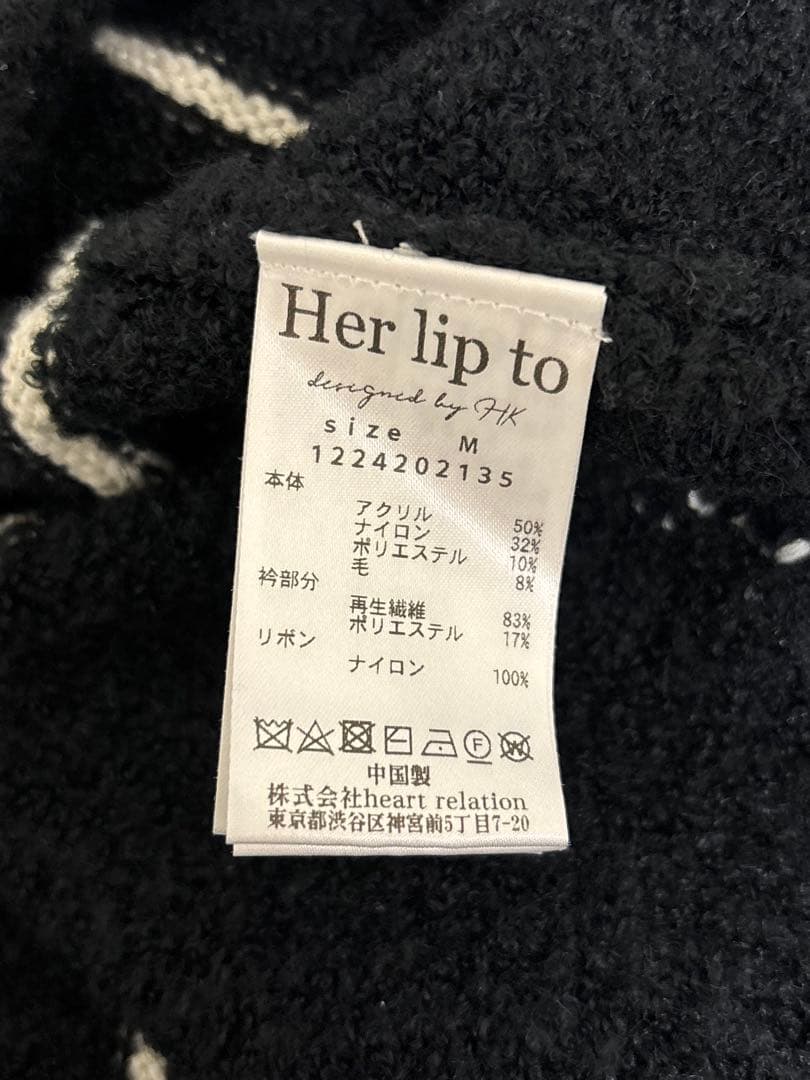 Her lip to
designed by HK
size M
1224202135
本体
アクリル 50%
ナイロン 32%
ポリエステル 10%
毛 8%
衿部分
再生繊維 83%
ポリエステル 17%
リボン
ナイロン 100%
F W
中国製
株式会社heart relation
東京都渋谷区神宮前5丁目7-20